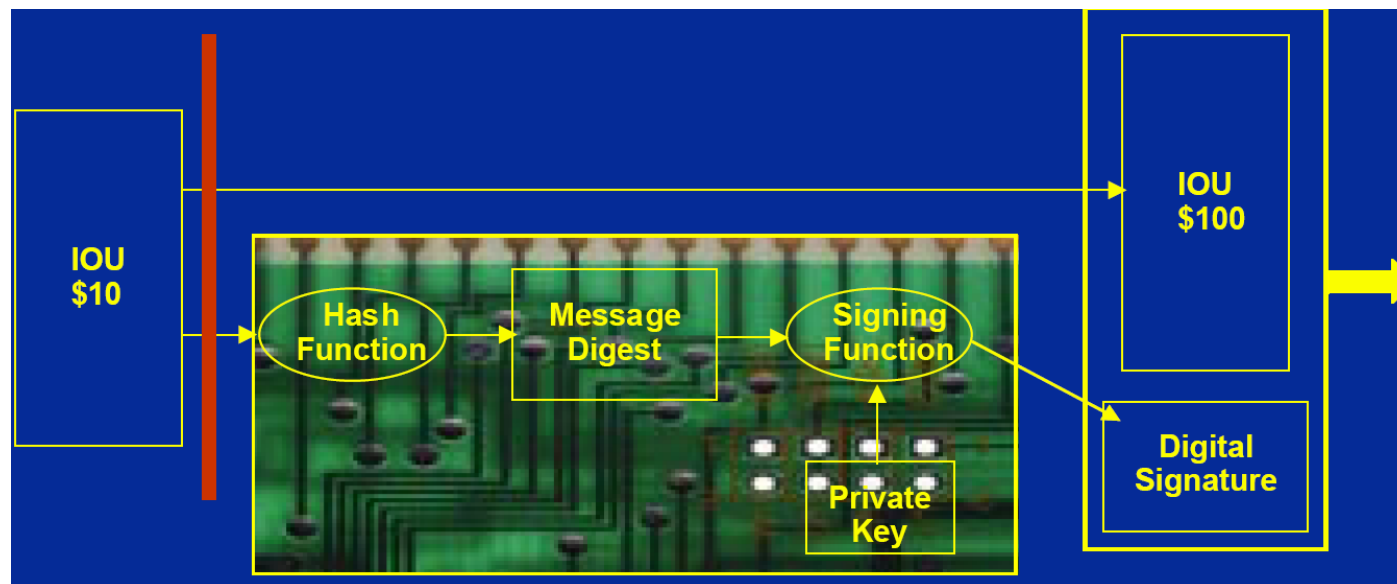 IOU
$10
Hash
Function
Message
Digest
Signing
Function
Private
Key
IOU
$100
Digital
Signature